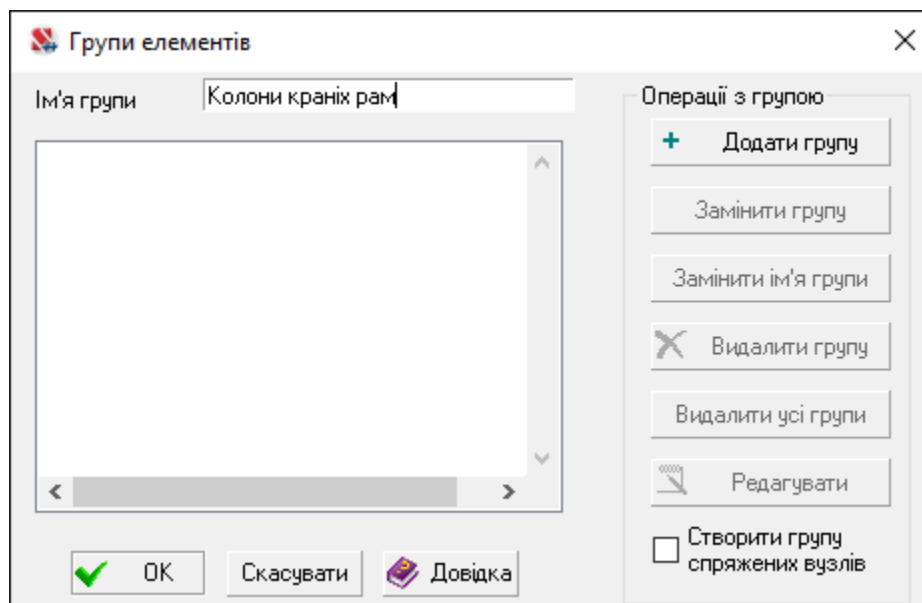 Групи елементів
Ім'я групи
Колони краніх рам
Операції з групою
Додати групу
Замінити групу
Замінити ім'я групи
Видалити групу
Видалити усі групи
Редагувати
Створити групу
спряжених вузлів
OK
Скасувати
Довідка